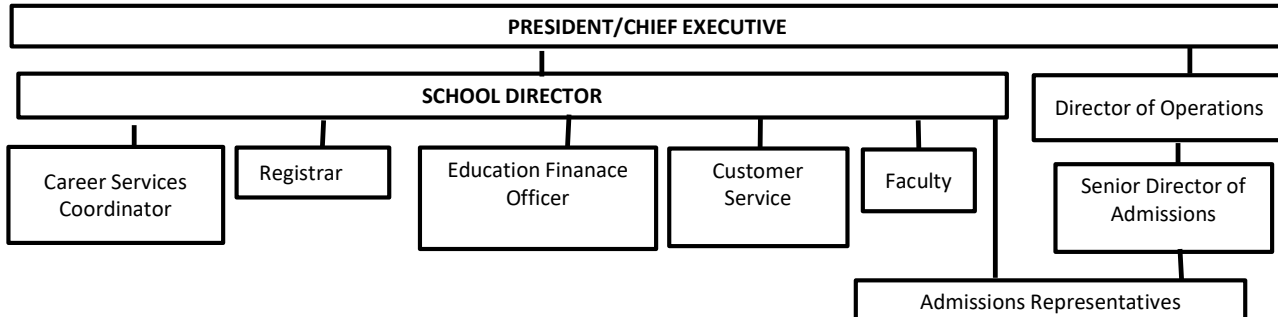 PRESIDENT/CHIEF EXECUTIVE
SCHOOL DIRECTOR
Director of Operations
Career Services
Coordinator
Registrar
Education Finanace
Officer
Customer
Service
Faculty
Senior Director of
Admissions
Admissions Representatives